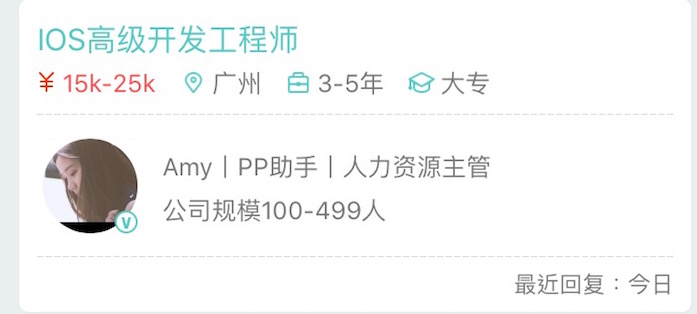 IOS高级开发工程师
¥ 15k-25k 广州 3-5年 大专
Amy丨PP助手丨人力资源主管
公司规模100-499人
V
最近回复：今日